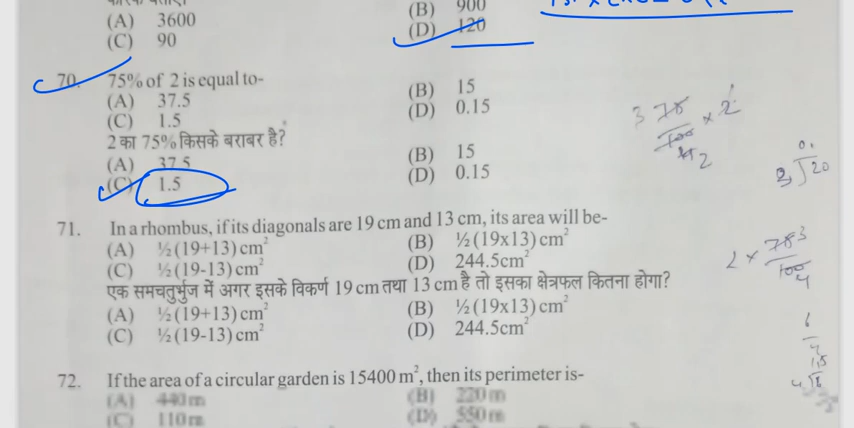 (A) 3600
(B) 900
(C) 90
(D) 120
70. 75% of 2 is equal to-
(A) 37.5
(B) 15
(C) 1.5
(D) 0.15
2 का 75% किसके बराबर है?
(A) 37.5
(B) 15
(C) 1.5
(D) 0.15
71. In a rhombus, if its diagonals are 19 cm and 13 cm, its area will be-
(A) ½ (19+13) cm²
(B) ½ (19x13) cm²
(C) ½ (19-13) cm²
(D) 244.5cm²
एक समचतुर्भुज में अगर इसके विकर्ण 19 cm तथा 13 cm है तो इसका क्षेत्रफल कितना होगा?
(A) ½ (19+13) cm²
(B) ½ (19x13) cm²
(C) ½ (19-13) cm²
(D) 244.5cm²
72. If the area of a circular garden is 15400 m², then its perimeter is-
(A) 440 m
(B) 220 m
(C) 110 m
(D) 550 m